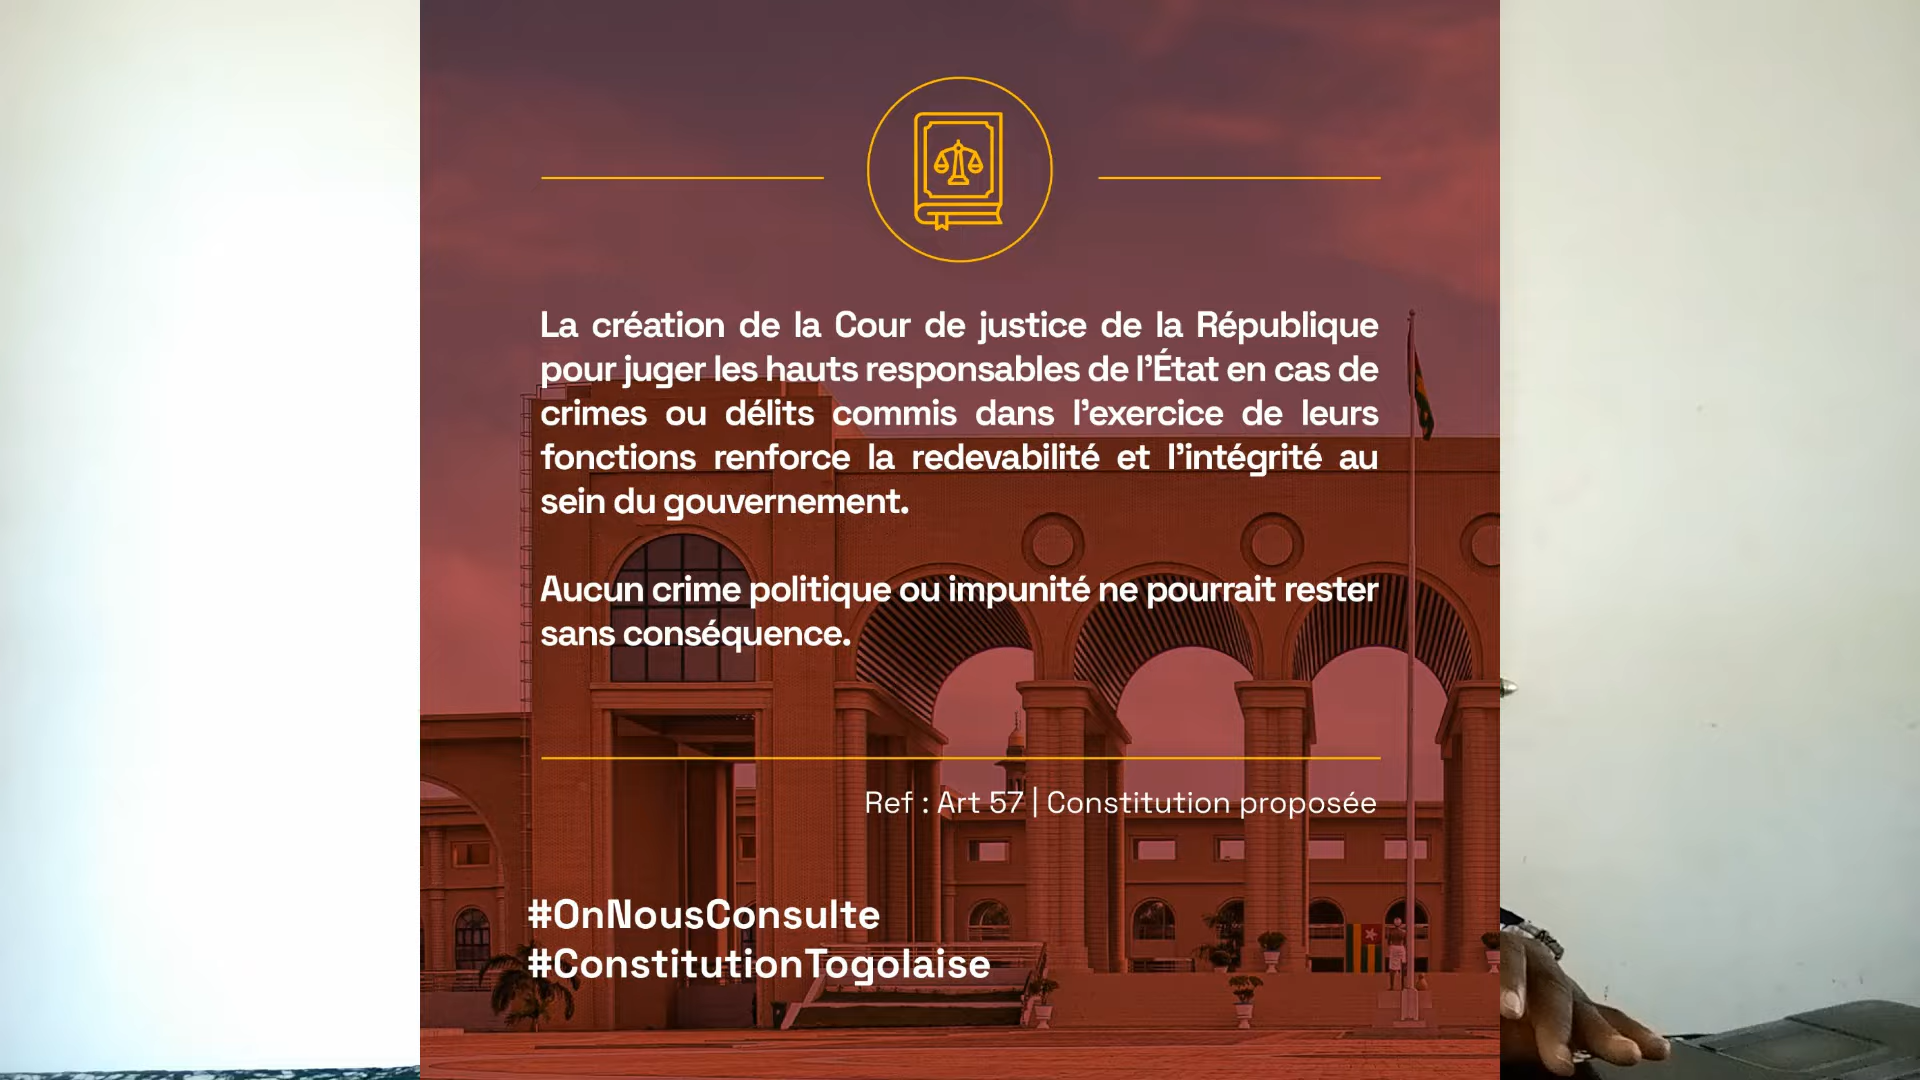 La création de la Cour de justice de la République
pour juger les hauts responsables de l’État en cas de
crimes ou délits commis dans l’exercice de leurs
fonctions renforce la redevabilité et l’intégrité au
sein du gouvernement.
Aucun crime politique ou impunité ne pourrait rester
sans conséquence.
Ref : Art 57 | Constitution proposée
#OnNousConsulte
#ConstitutionTogolaise